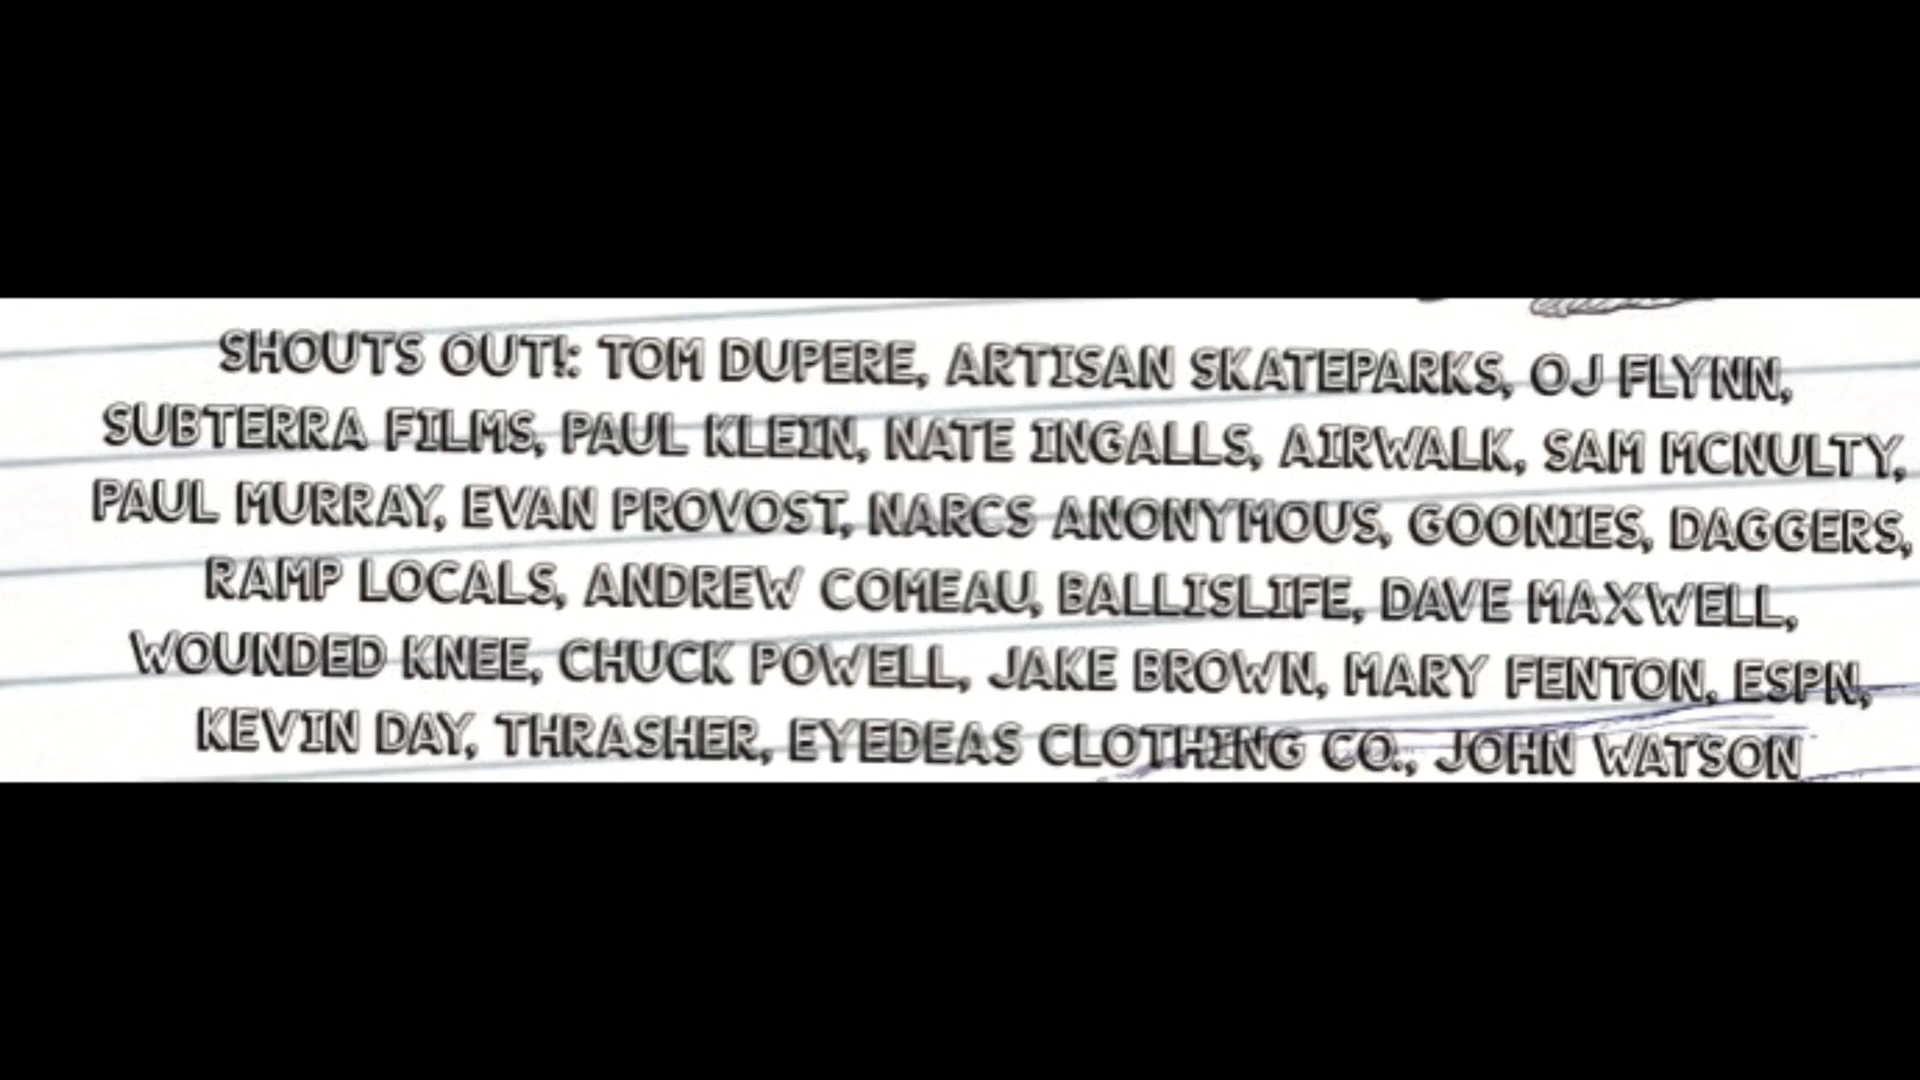 SHOUTS OUT!: TOM DUPERE, ARTISAN SKATEPARKS, OJ FLYNN,
SUBTERRA FILMS, PAUL KLEIN, NATE INGALLS, AIRWALK, SAM MCNULTY,
PAUL MURRAY, EVAN PROVOST, NARCS ANONYMOUS, GOONIES, DAGGERS,
RAMP LOCALS, ANDREW COMEAU, BALLISLIFE, DAVE MAXWELL,
WOUNDED KNEE, CHUCK POWELL, JAKE BROWN, MARY FENTON, ESPN,
KEVIN DAY, THRASHER, EYEDEAS CLOTHING CO., JOHN WATSON